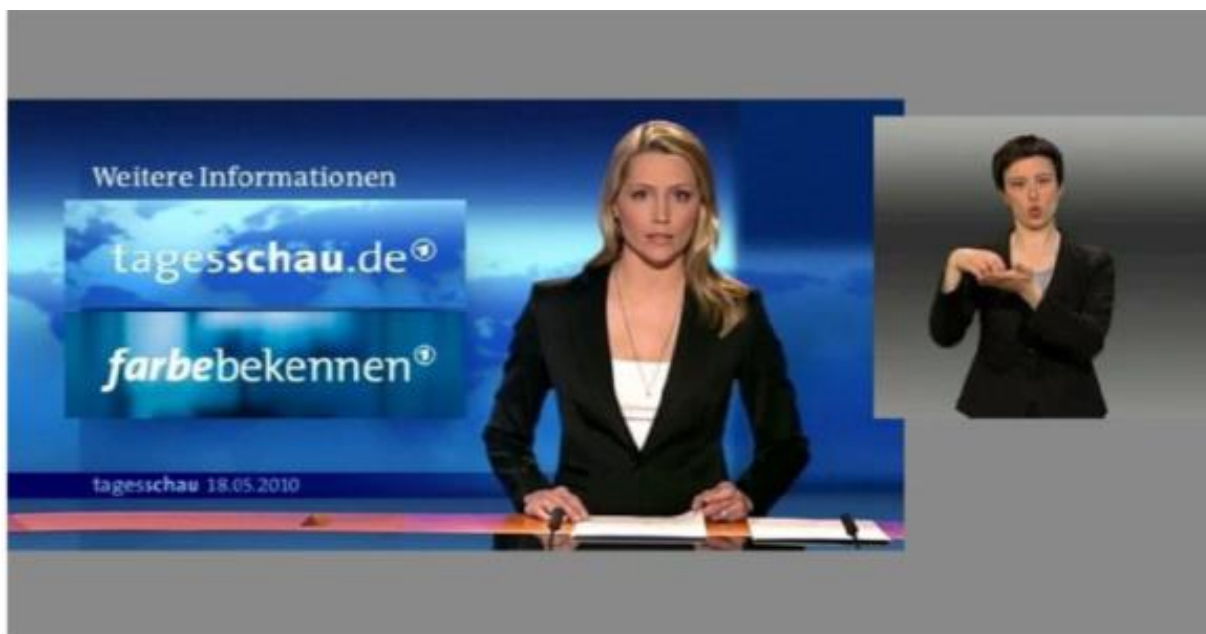 Weitere Informationen
tagesschau.de
farbebekennen
tagesschau 18.05.2010